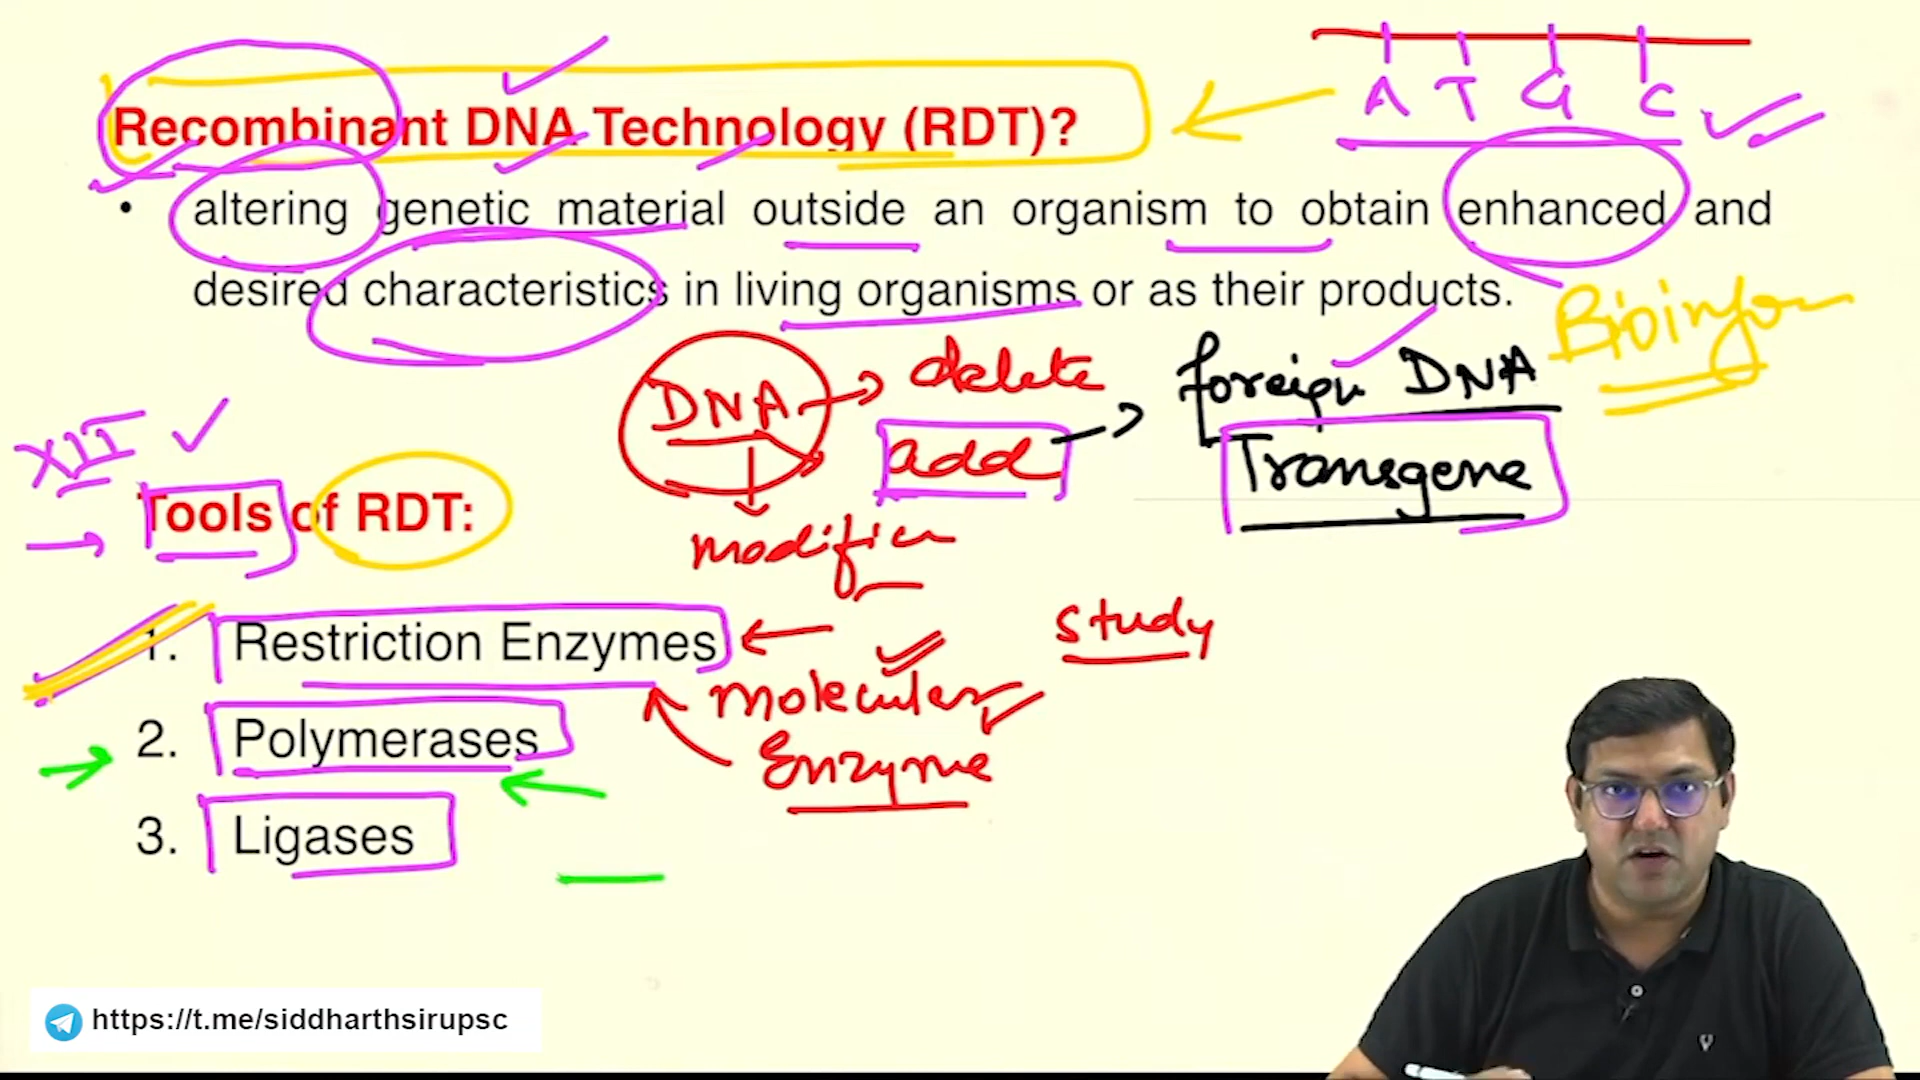 A T G C
Recombinant DNA Technology (RDT)?
• altering genetic material outside an organism to obtain enhanced and
desired characteristics in living organisms or as their products.
Bioinfor
DNA → delete
add → foreign DNA
Transgene
modifica
XII
Tools of RDT:
1. Restriction Enzymes
study
molecular
Enzyme
2. Polymerases
3. Ligases
https://t.me/siddharthsirupsc